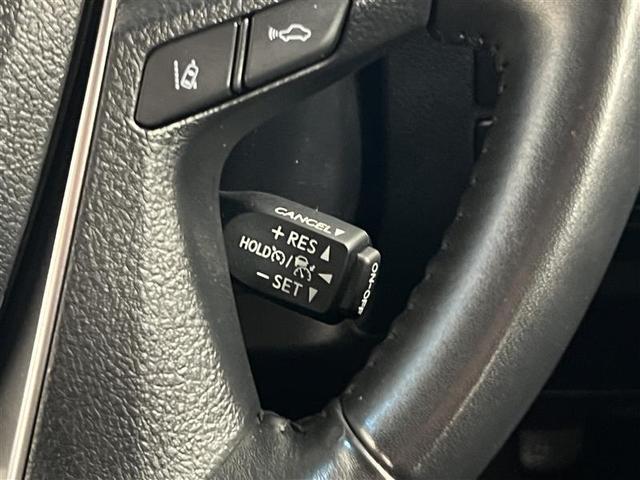 CANCEL▼
+RES▲
HOLD / ◀
−SET▼
ON-OFF